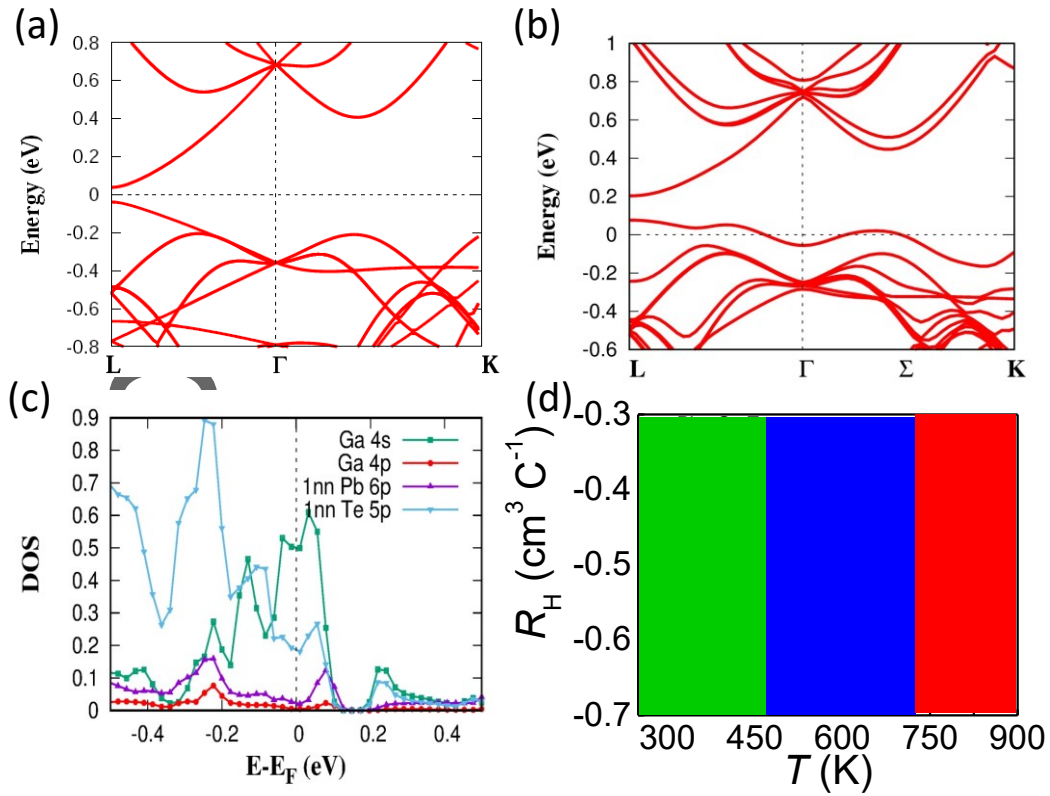 (a)
0.8
0.6
0.4
0.2
0
-0.2
-0.4
-0.6
-0.8
Energy (eV)
L Γ K
(b)
1
0.8
0.6
0.4
0.2
0
-0.2
-0.4
-0.6
Energy (eV)
L Γ Σ K
(c)
0.9
0.8
0.7
0.6
0.5
0.4
0.3
0.2
0.1
0
DOS
Ga 4s
Ga 4p
1nn Pb 6p
1nn Te 5p
-0.4 -0.2 0 0.2 0.4
E-E_F (eV)
(d)
-0.3
-0.4
-0.5
-0.6
-0.7
R_H (cm³ C⁻¹)
300 450 600 750 900
T (K)